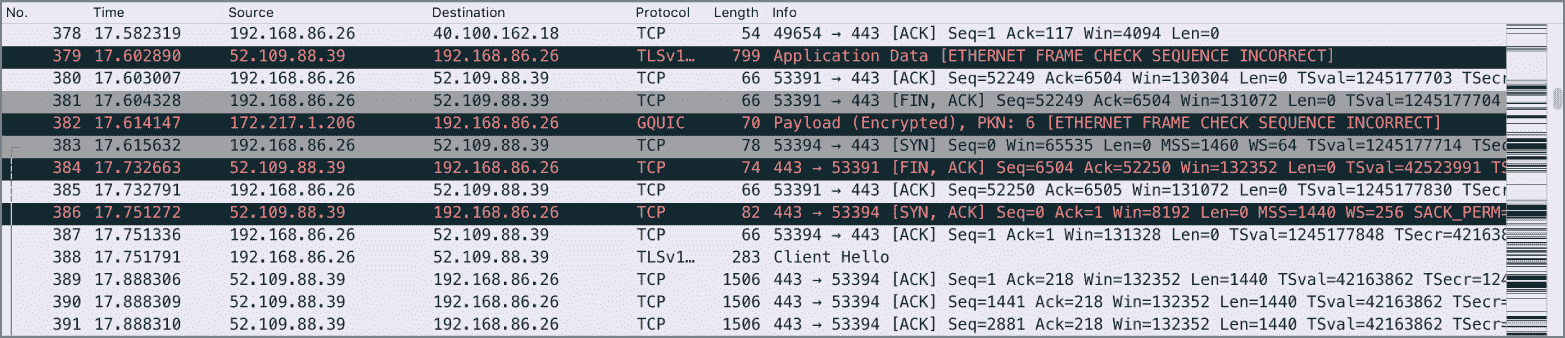 No. Time Source Destination Protocol Length Info
378 17.582319 192.168.86.26 40.100.162.18 TCP 54 49654 → 443 [ACK] Seq=1 Ack=117 Win=4094 Len=0
379 17.602890 52.109.88.39 192.168.86.26 TLSv1… 799 Application Data [ETHERNET FRAME CHECK SEQUENCE INCORRECT]
380 17.603007 192.168.86.26 52.109.88.39 TCP 66 53391 → 443 [ACK] Seq=52249 Ack=6504 Win=130304 Len=0 TSval=1245177703 TSecr
381 17.604328 192.168.86.26 52.109.88.39 TCP 66 53391 → 443 [FIN, ACK] Seq=52249 Ack=6504 Win=131072 Len=0 TSval=1245177704
382 17.614147 172.217.1.206 192.168.86.26 GQUIC 70 Payload (Encrypted), PKN: 6 [ETHERNET FRAME CHECK SEQUENCE INCORRECT]
383 17.615632 192.168.86.26 52.109.88.39 TCP 78 53394 → 443 [SYN] Seq=0 Win=65535 Len=0 MSS=1460 WS=64 TSval=1245177714 TSec
384 17.732663 52.109.88.39 192.168.86.26 TCP 74 443 → 53391 [FIN, ACK] Seq=6504 Ack=52250 Win=132352 Len=0 TSval=42523991 TS
385 17.732791 192.168.86.26 52.109.88.39 TCP 66 53391 → 443 [ACK] Seq=52250 Ack=6505 Win=131072 Len=0 TSval=1245177830 TSecr
386 17.751272 52.109.88.39 192.168.86.26 TCP 82 443 → 53394 [SYN, ACK] Seq=0 Ack=1 Win=8192 Len=0 MSS=1440 WS=256 SACK_PERM=
387 17.751336 192.168.86.26 52.109.88.39 TCP 66 53394 → 443 [ACK] Seq=1 Ack=1 Win=131328 Len=0 TSval=1245177848 TSecr=42163
388 17.751791 192.168.86.26 52.109.88.39 TLSv1… 283 Client Hello
389 17.888306 52.109.88.39 192.168.86.26 TCP 1506 443 → 53394 [ACK] Seq=1 Ack=218 Win=132352 Len=1440 TSval=42163862 TSecr=124
390 17.888309 52.109.88.39 192.168.86.26 TCP 1506 443 → 53394 [ACK] Seq=1441 Ack=218 Win=132352 Len=1440 TSval=42163862 TSecr=
391 17.888310 52.109.88.39 192.168.86.26 TCP 1506 443 → 53394 [ACK] Seq=2881 Ack=218 Win=132352 Len=1440 TSval=42163862 TSecr=